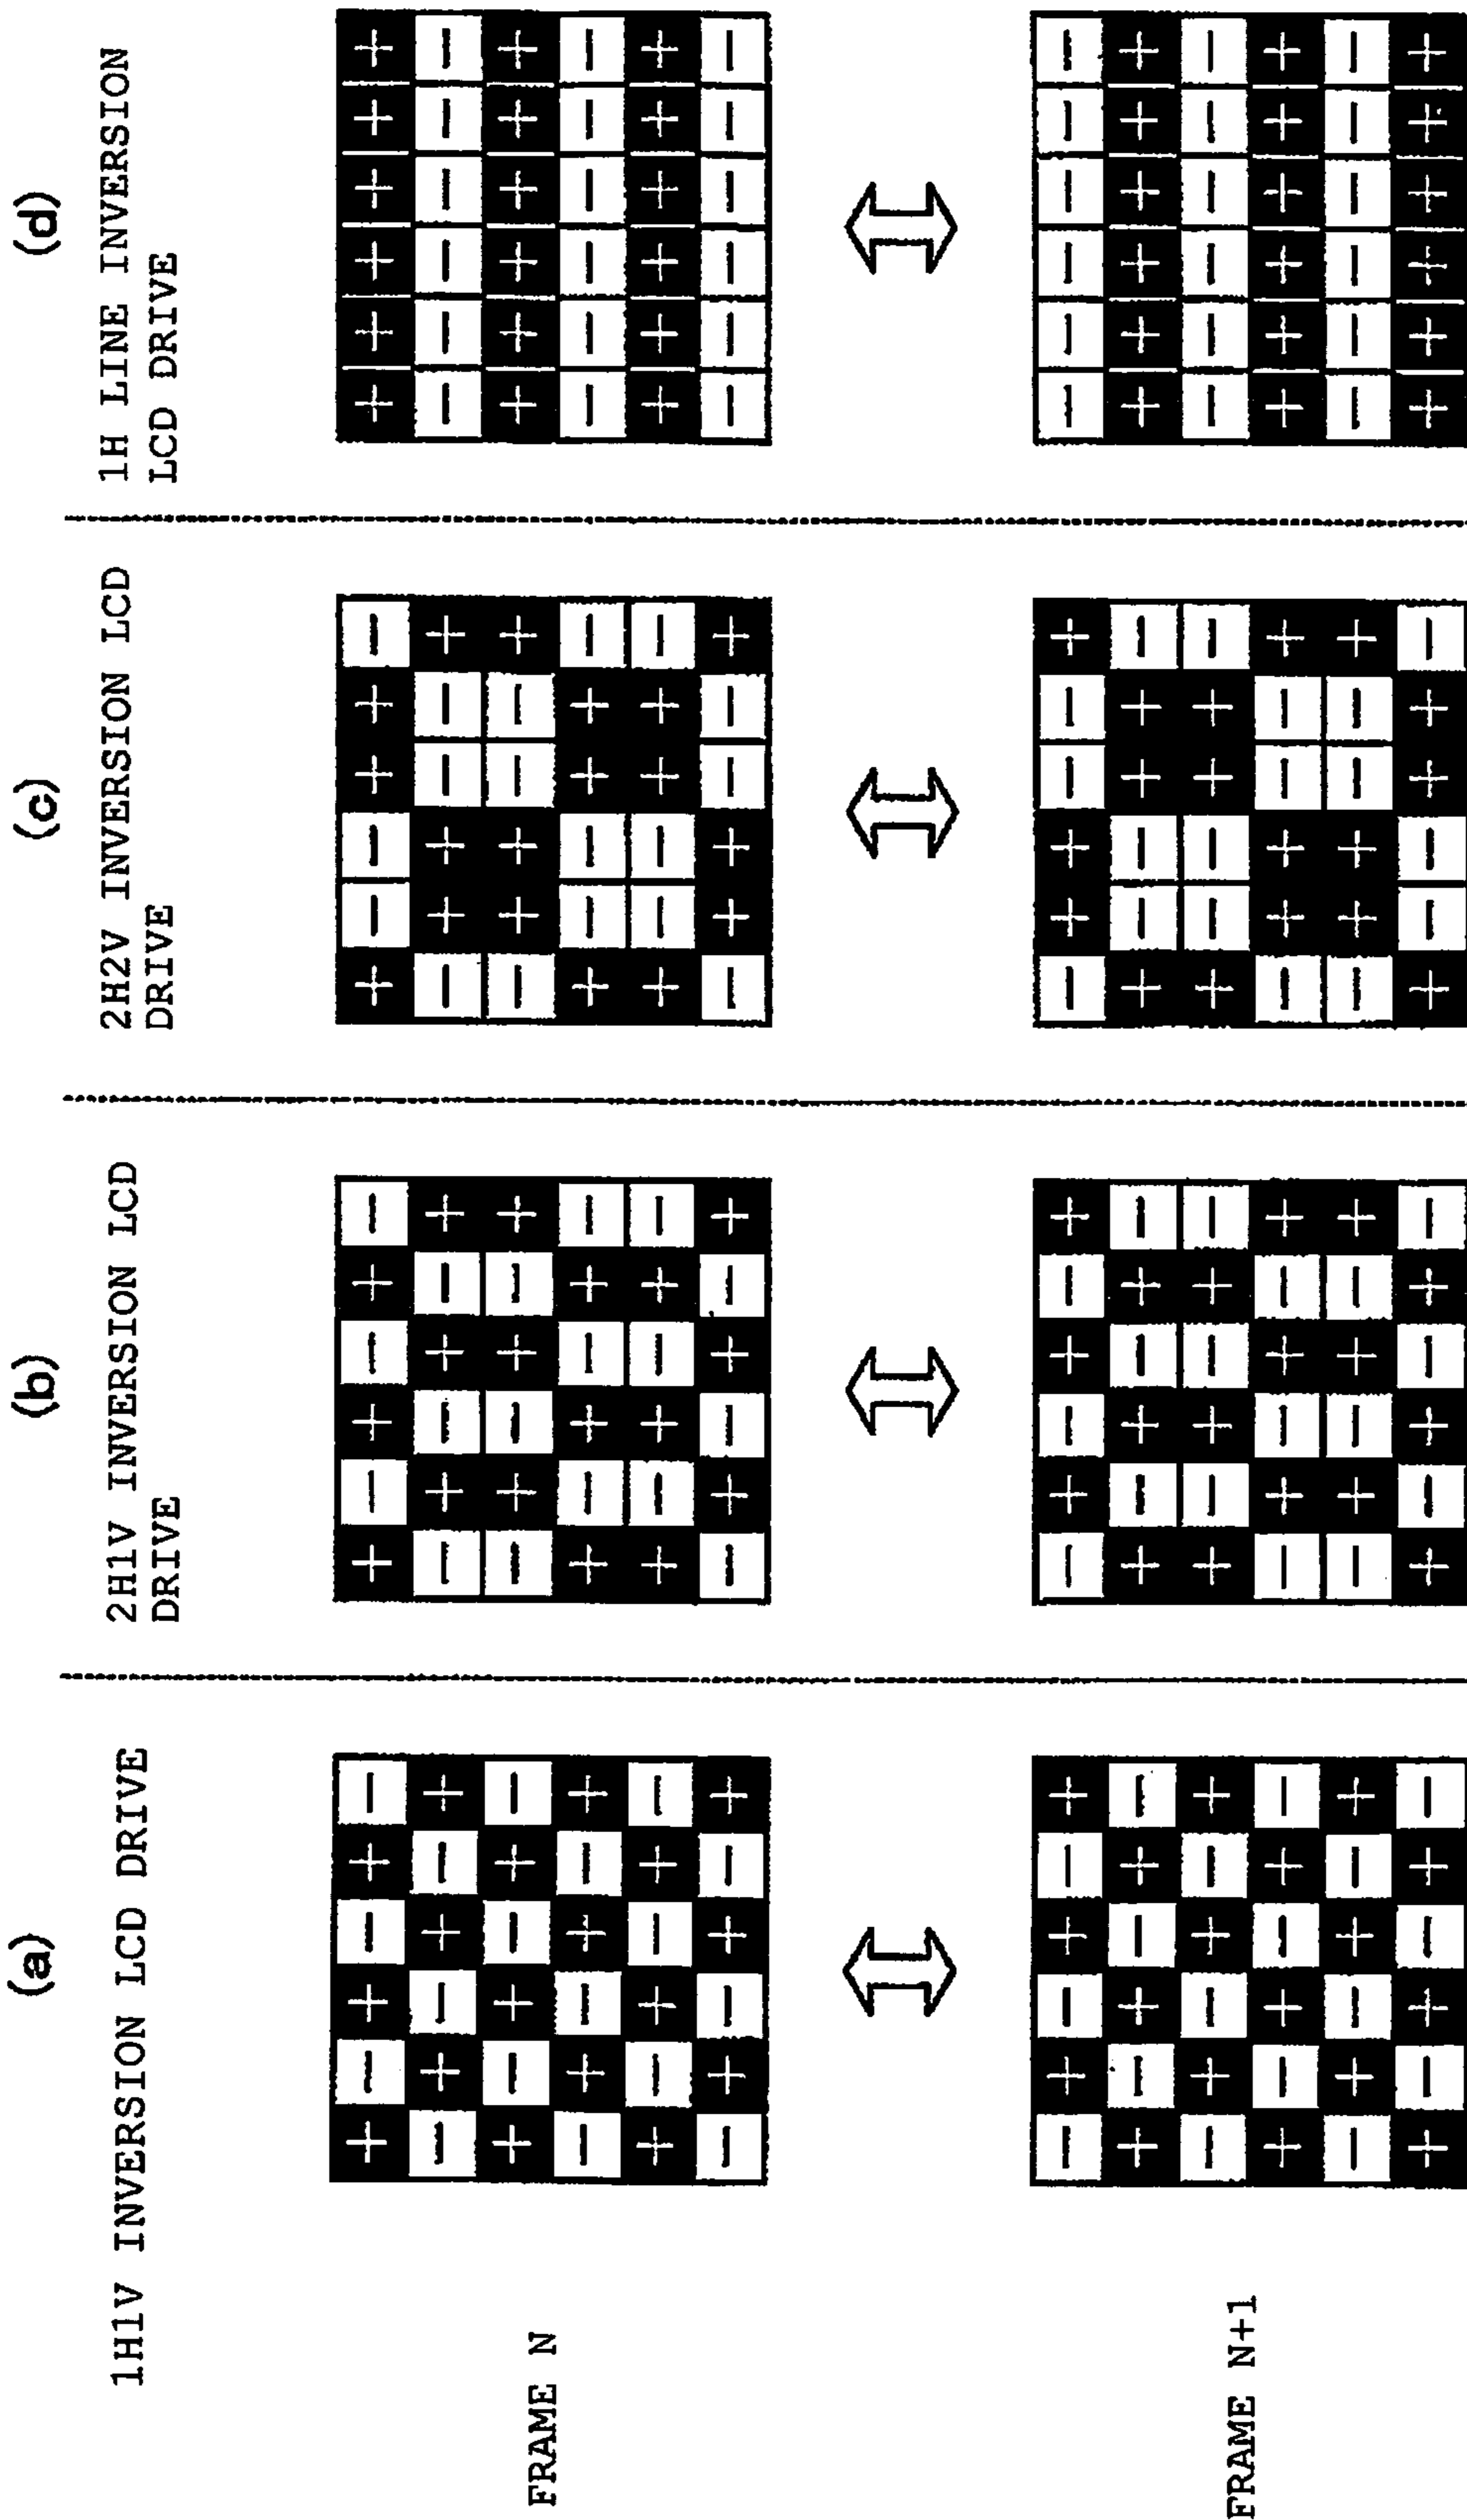 (a) (b) (c) (d)
1H1V INVERSION LCD DRIVE
2H1V INVERSION LCD
DRIVE
2H2V INVERSION LCD
DRIVE
1H LINE INVERSION
LCD DRIVE
FRAME N
+ − + − + − + − + − + − + − − + + − + + + + + +
− + − + − + − + − + − + − + + − − + − − − − − −
+ − + − + − − + − + − + − + + − − + + + + + + +
− + − + − + + − + − + − + − − + + − − − − − − −
+ − + − + − + − + − + − + − − + + − + + + + + +
− + − + − + − + − + − + − + + − − + − − − − − −
FRAME N+1
− + − + − + − + − + − + − + + − − + − − − − − −
+ − + − + − + − + − + − + − − + + − + + + + + +
− + − + − + + − + − + − + − − + + − − − − − − −
+ − + − + − − + − + − + − + + − − + + + + + + +
− + − + − + − + − + − + − + + − − + − − − − − −
+ − + − + − + − + − + − + − − + + − + + + + + +